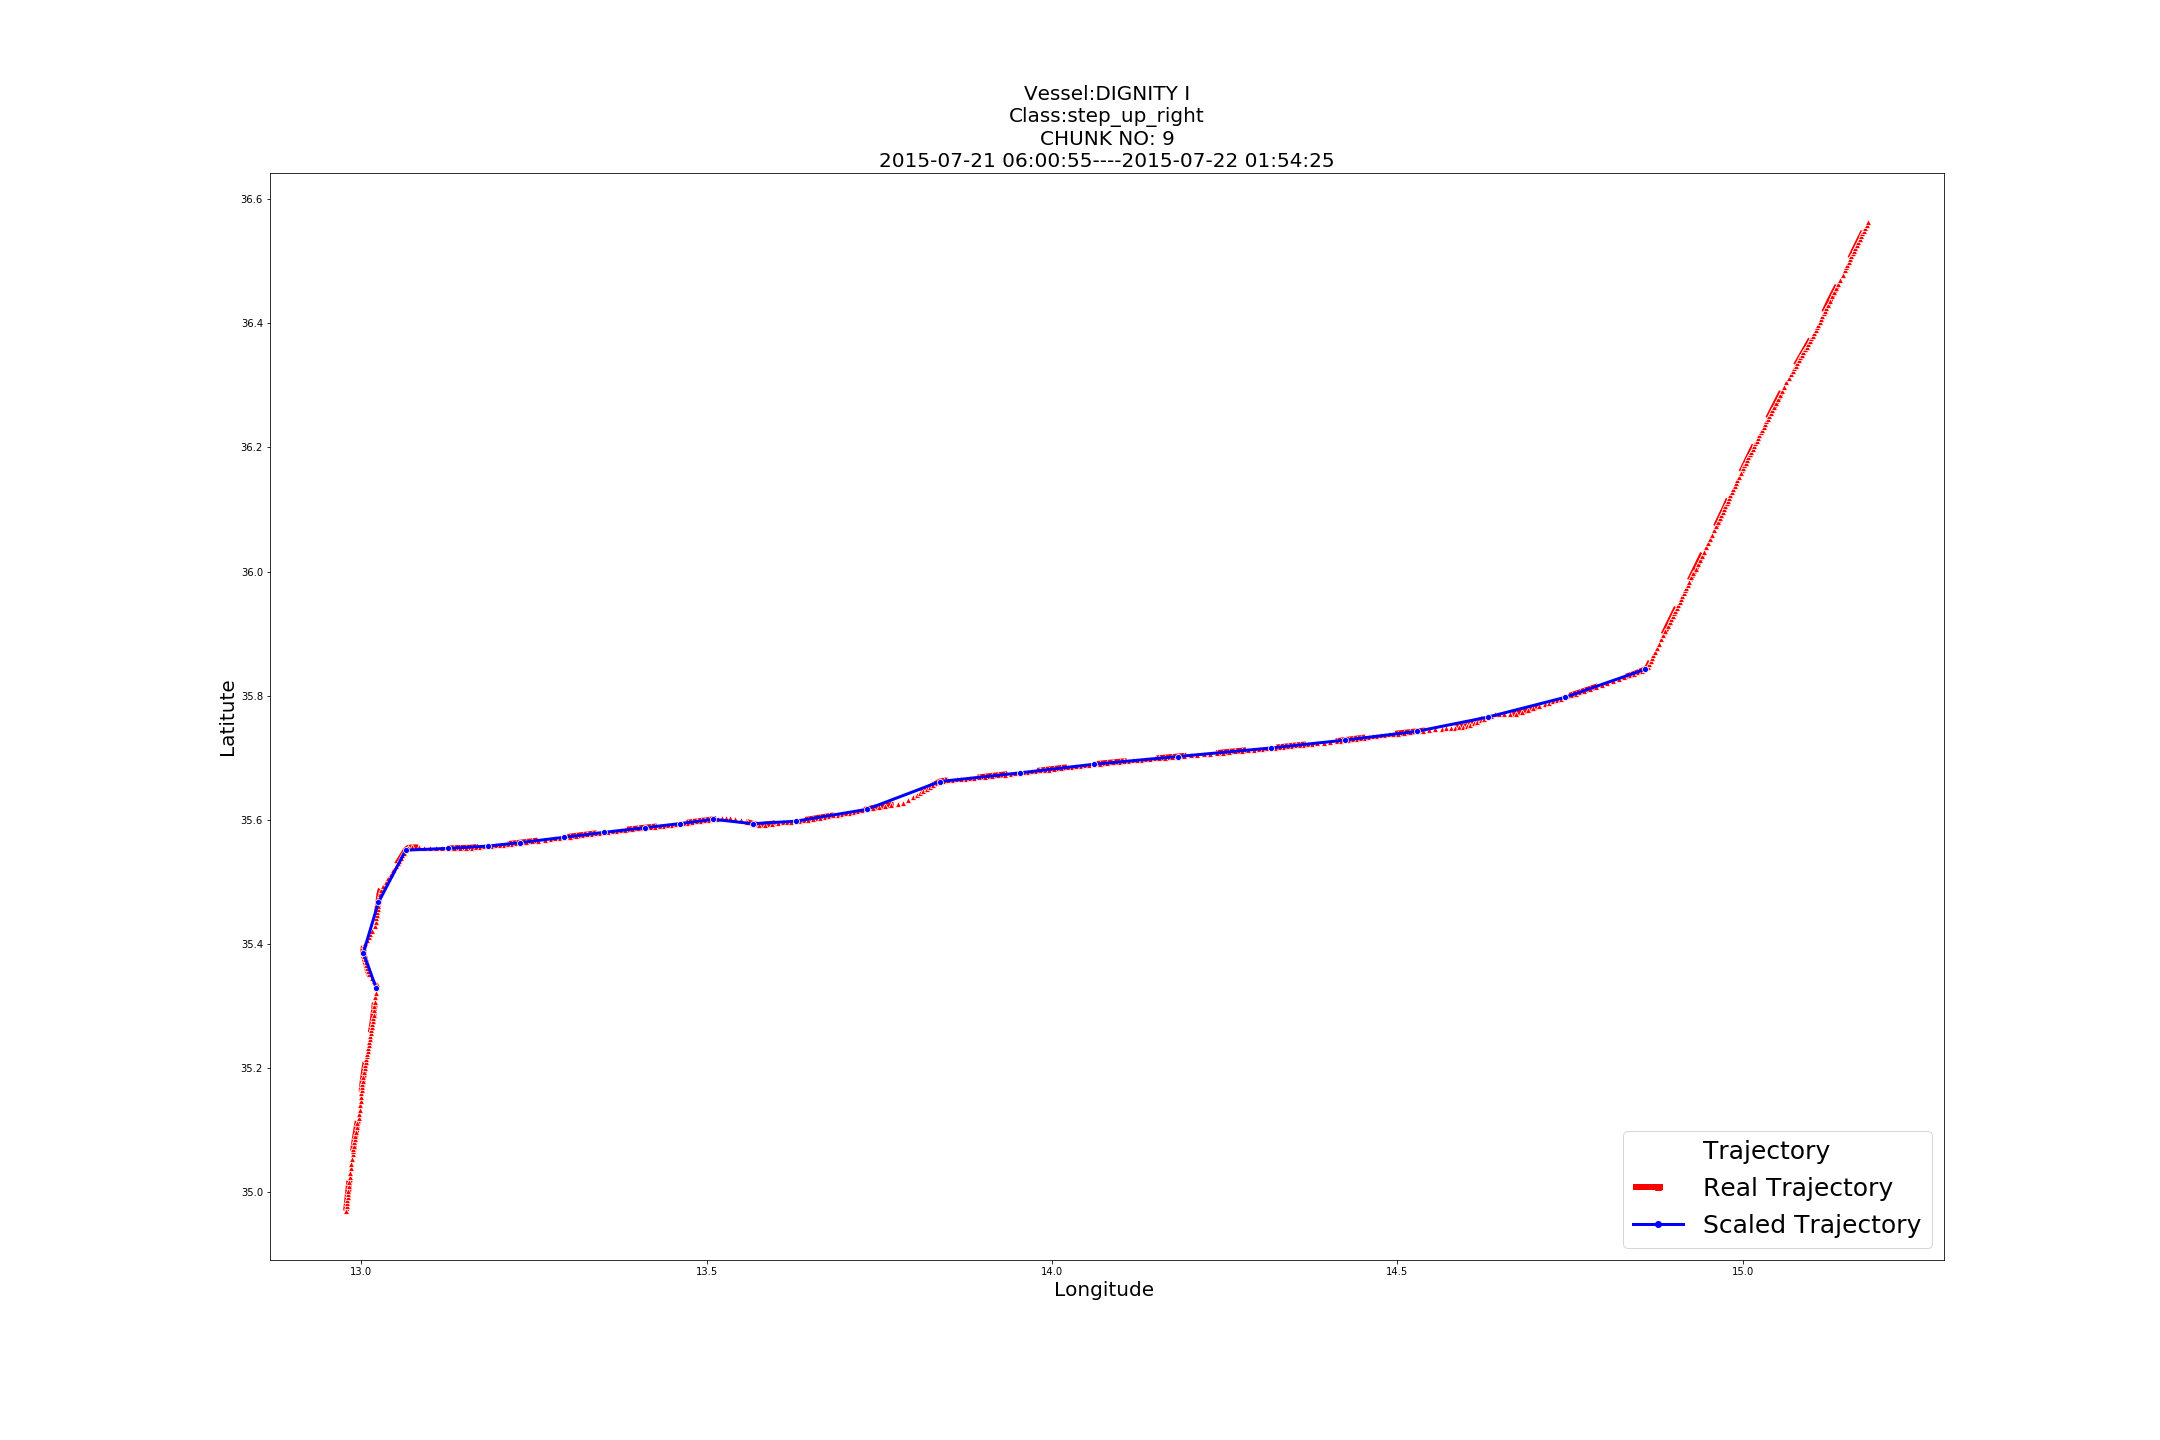 Vessel:DIGNITY I
Class:step_up_right
CHUNK NO: 9
2015-07-21 06:00:55----2015-07-22 01:54:25
36.6
36.4
36.2
36.0
35.8
35.6
35.4
35.2
35.0
Latitute
13.0
13.5
14.0
14.5
15.0
Longitude
Trajectory
Real Trajectory
Scaled Trajectory